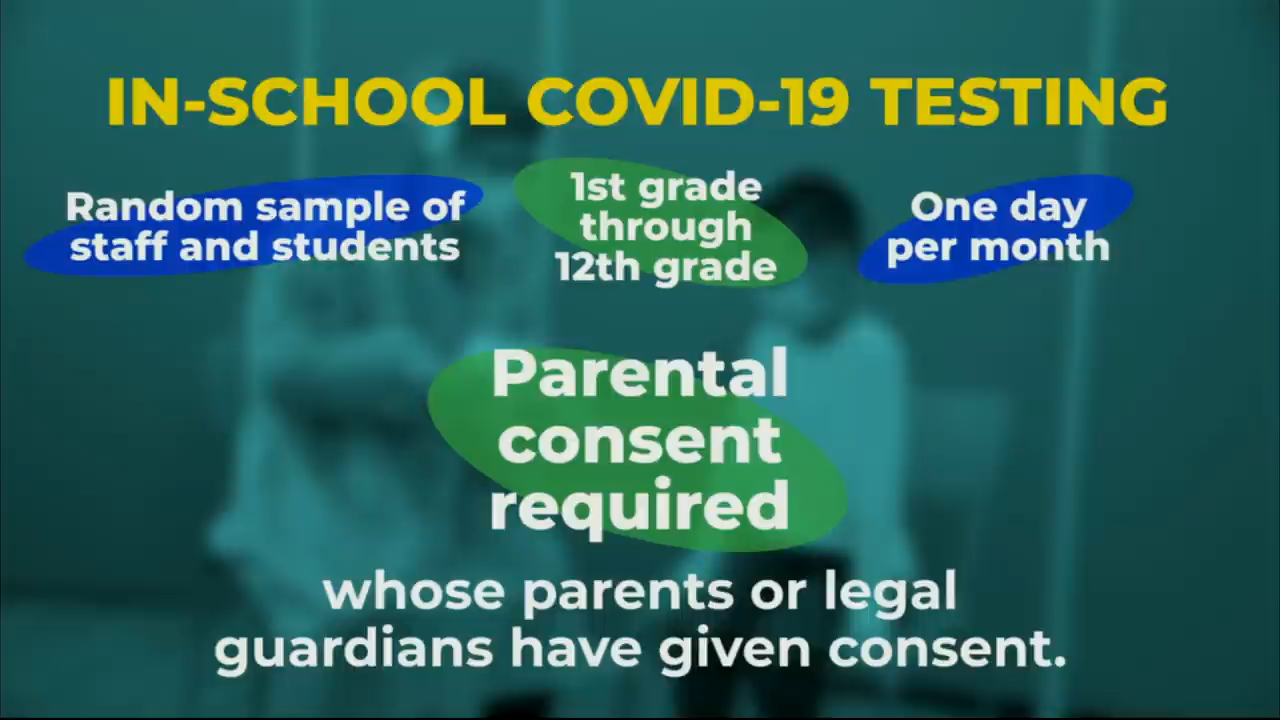 IN-SCHOOL COVID-19 TESTING
Random sample of
staff and students
1st grade
through
12th grade
One day
per month
Parental
consent
required
whose parents or legal
guardians have given consent.